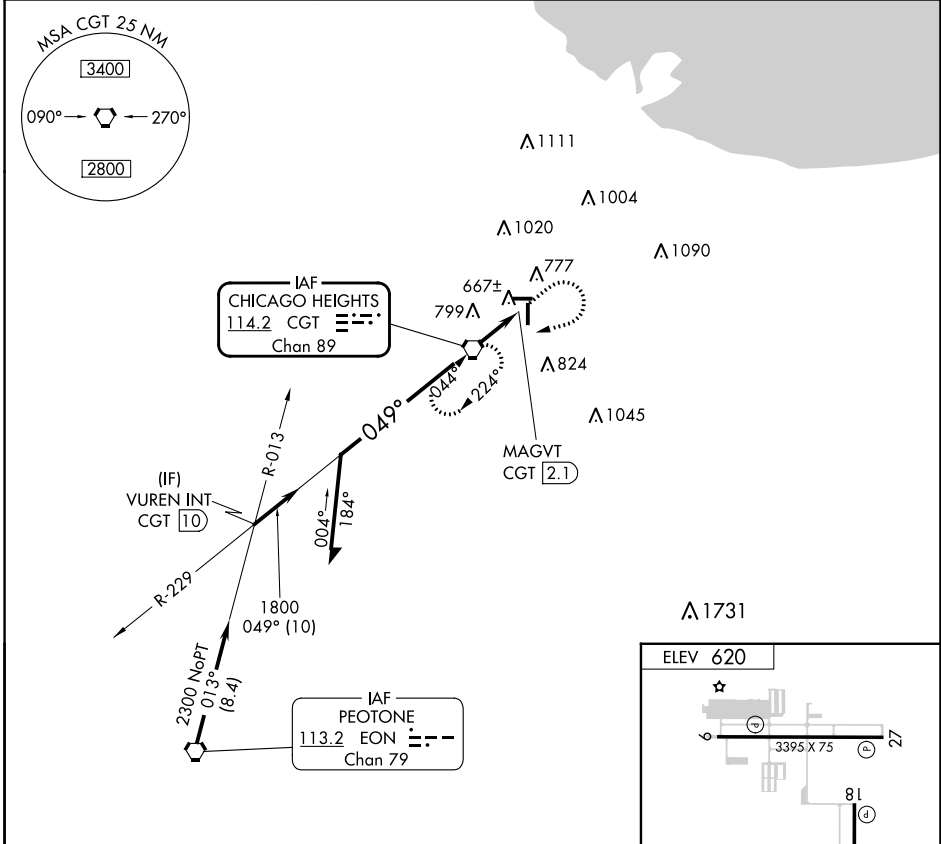 MSA CGT 25 NM
3400
090°
270°
2800
1111
1004
1020
1090
777
667±
799
IAF
CHICAGO HEIGHTS
114.2 CGT
Chan 89
824
044°
224°
1045
049°
MAGVT
CGT 2.1
R-013
(IF)
VUREN INT
CGT 10
004°
184°
R-229
1800
049° (10)
1731
2300 NoPT
013°
(8.4)
IAF
PEOTONE
113.2 EON
Chan 79
ELEV 620
P
9
3395 X 75
P
27
18
P